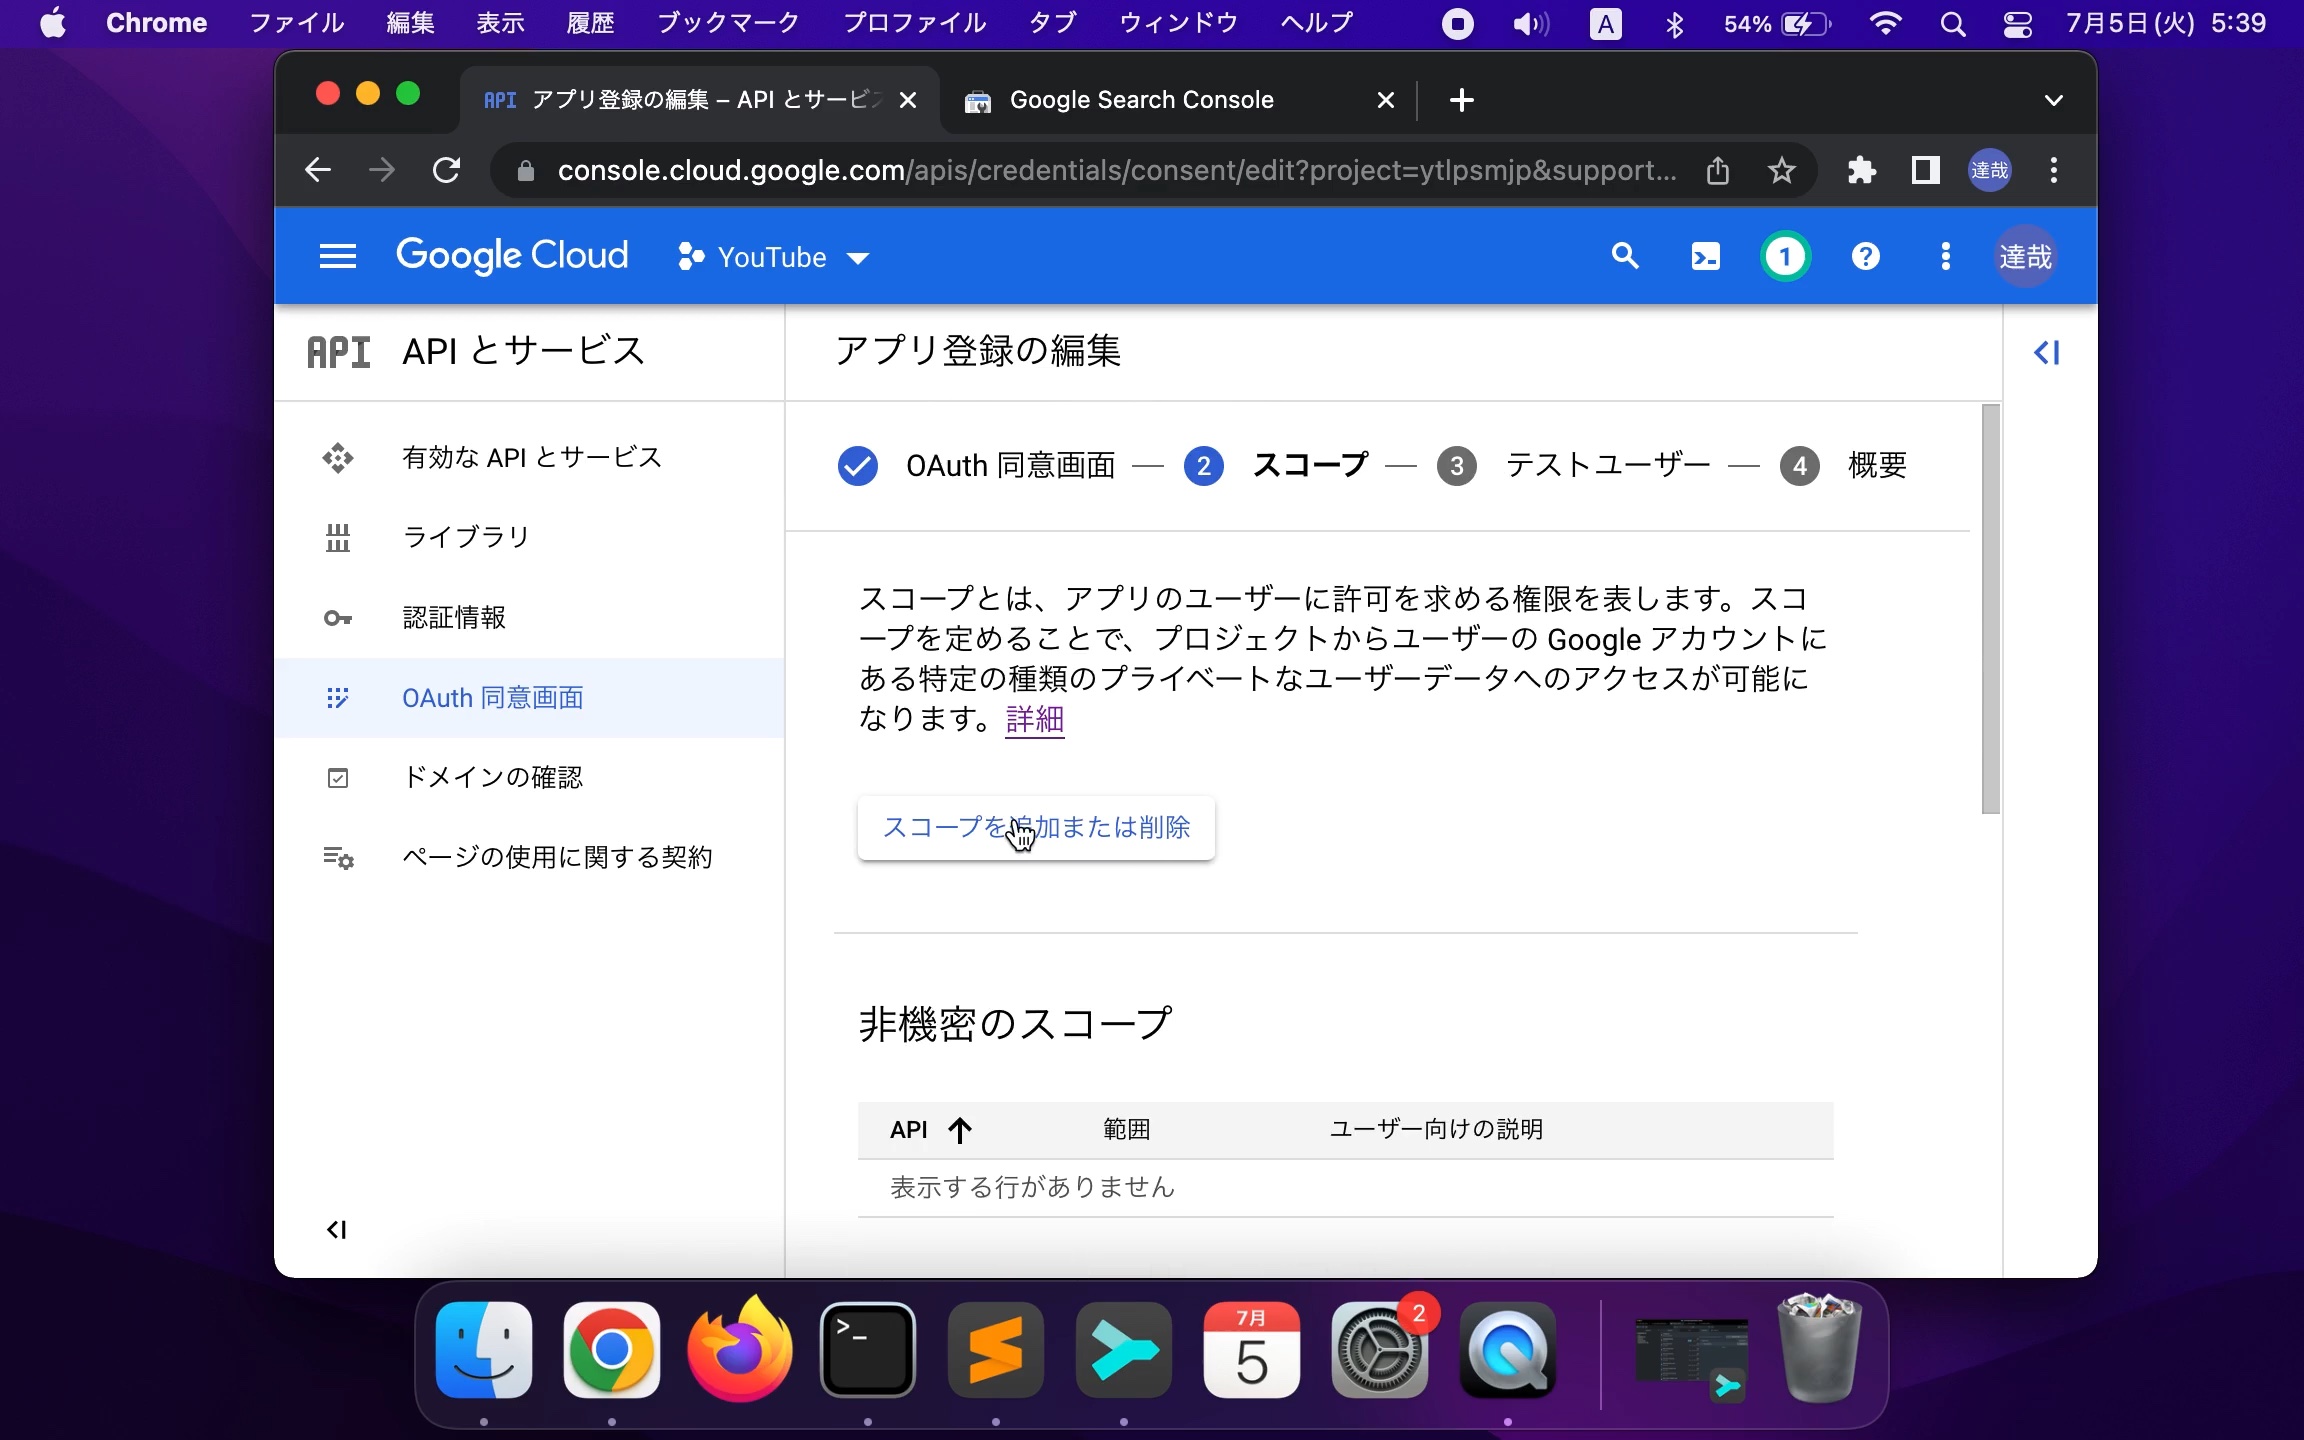 Chrome ファイル 編集 表示 履歴 ブックマーク プロファイル タブ ウィンドウ ヘルプ A 54% 7月5日(火) 5:39
API アプリ登録の編集 – API とサービ
Google Search Console
console.cloud.google.com/apis/credentials/consent/edit?project=ytlpsmjp&support...
達哉
Google Cloud YouTube 1 ? 達哉
API API とサービス
アプリ登録の編集
有効な API とサービス
ライブラリ
認証情報
OAuth 同意画面
ドメインの確認
ページの使用に関する契約
OAuth 同意画面 — 2 スコープ — 3 テストユーザー — 4 概要
スコープとは、アプリのユーザーに許可を求める権限を表します。スコ
ープを定めることで、プロジェクトからユーザーの Google アカウントに
ある特定の種類のプライベートなユーザーデータへのアクセスが可能に
なります。詳細
スコープを追加または削除
非機密のスコープ
API 範囲 ユーザー向けの説明
表示する行がありません
7月
5
2